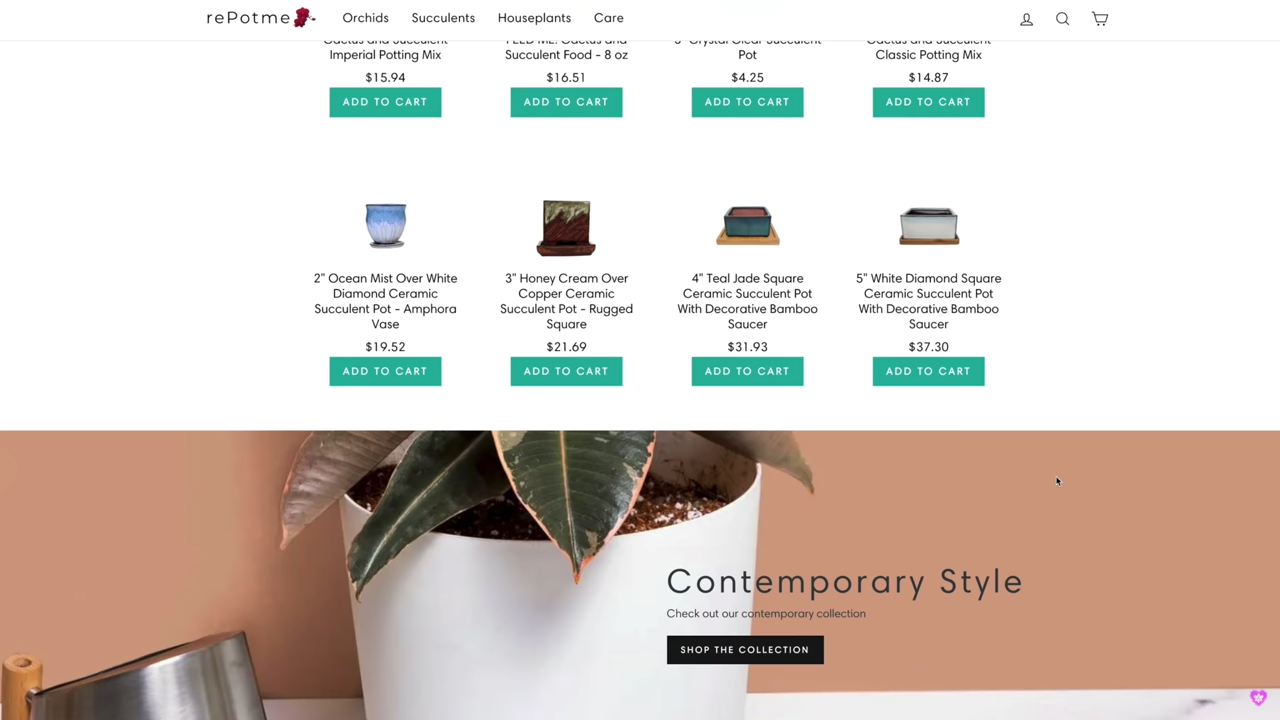 rePotme
Orchids Succulents Houseplants Care
Imperial Potting Mix
Succulent Food - 8 oz
Pot
Classic Potting Mix
$15.94
$16.51
$4.25
$14.87
ADD TO CART
ADD TO CART
ADD TO CART
ADD TO CART
2" Ocean Mist Over White
Diamond Ceramic
Succulent Pot - Amphora
Vase
3" Honey Cream Over
Copper Ceramic
Succulent Pot - Rugged
Square
4" Teal Jade Square
Ceramic Succulent Pot
With Decorative Bamboo
Saucer
5" White Diamond Square
Ceramic Succulent Pot
With Decorative Bamboo
Saucer
$19.52
$21.69
$31.93
$37.30
ADD TO CART
ADD TO CART
ADD TO CART
ADD TO CART
Contemporary Style
Check out our contemporary collection
SHOP THE COLLECTION